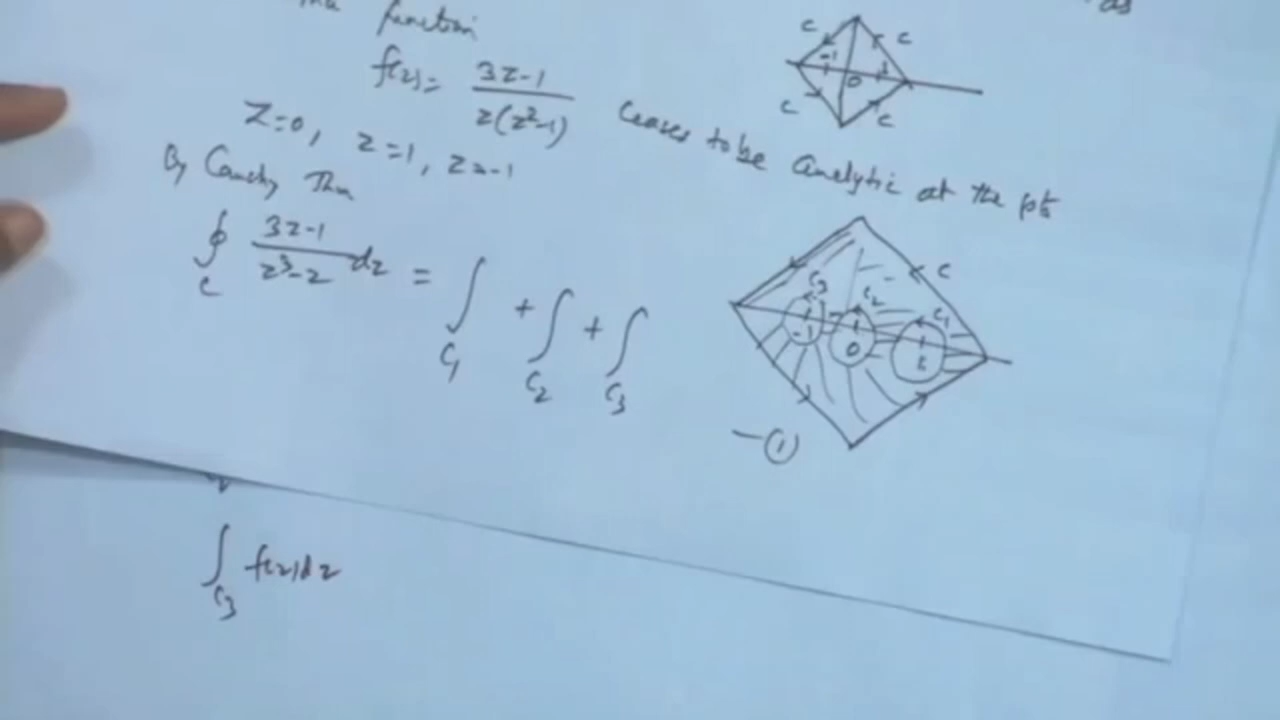 The function
f(z) = 3z-1 / z(z²-1) ceases to be analytic at the pts
z=0, z=1, z=-1
By Cauchy Thm
∮c 3z-1 / z³-z dz = ∫C₁ + ∫C₂ + ∫C₃ —①
c c
-1 0 1
c c
c
C₃ C₂ C₁
-1 0 1
∫C₃ f(z)dz